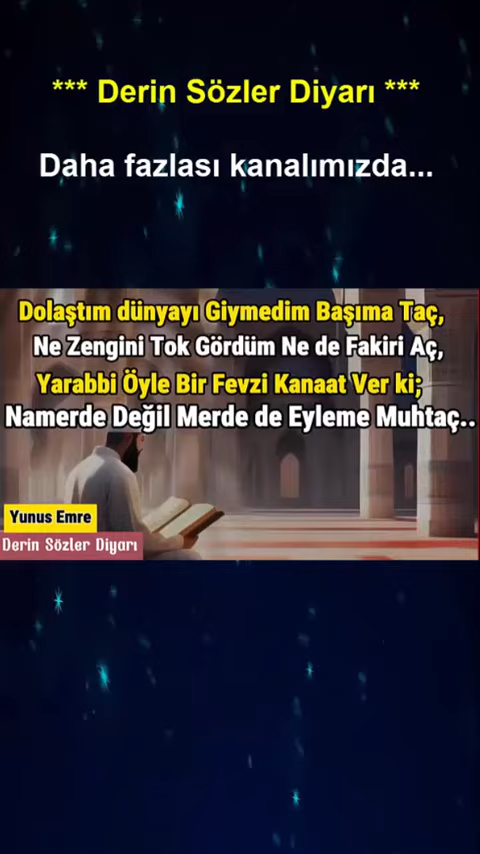 *** Derin Sözler Diyarı ***
Daha fazlası kanalımızda...
Dolaştım dünyayı Giymedim Başıma Taç,
Ne Zengini Tok Gördüm Ne de Fakiri Aç,
Yarabbi Öyle Bir Fevzi Kanaat Ver ki;
Namerde Değil Merde de Eyleme Muhtaç..
Yunus Emre
Derin Sözler Diyarı